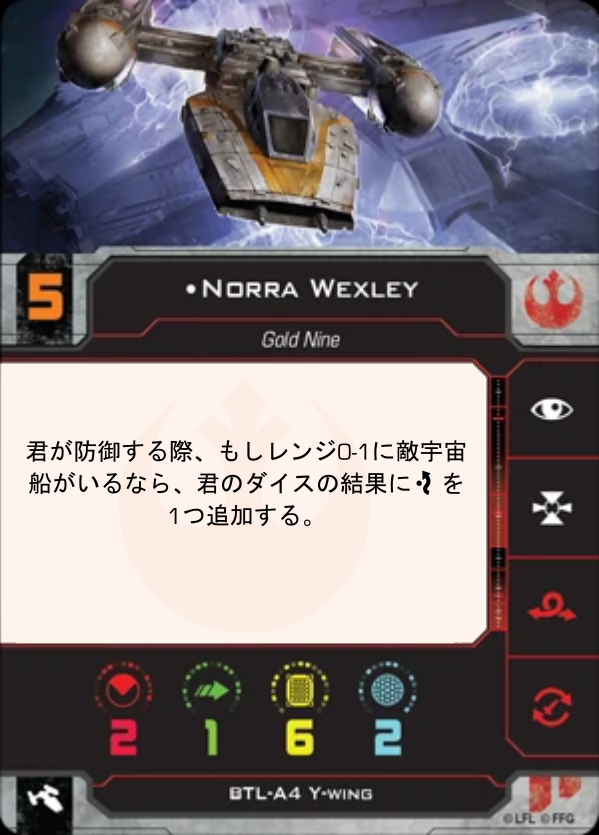 5
•Norra Wexley
Gold Nine
君が防御する際、もしレンジ0-1に敵宇宙
船がいるなら、君のダイスの結果にを
1つ追加する。
2 1 6 2
BTL-A4 Y-wing
©LFL ©FFG